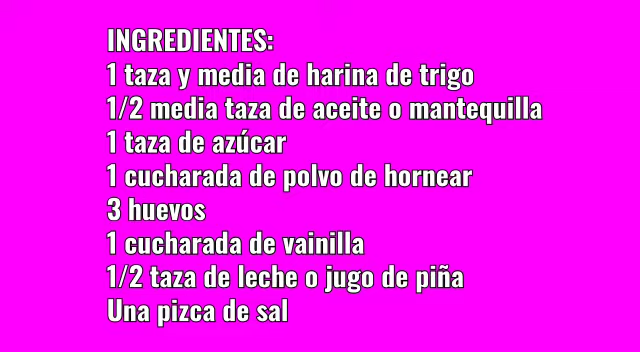 INGREDIENTES:
1 taza y media de harina de trigo
1/2 media taza de aceite o mantequilla
1 taza de azúcar
1 cucharada de polvo de hornear
3 huevos
1 cucharada de vainilla
1/2 taza de leche o jugo de piña
Una pizca de sal